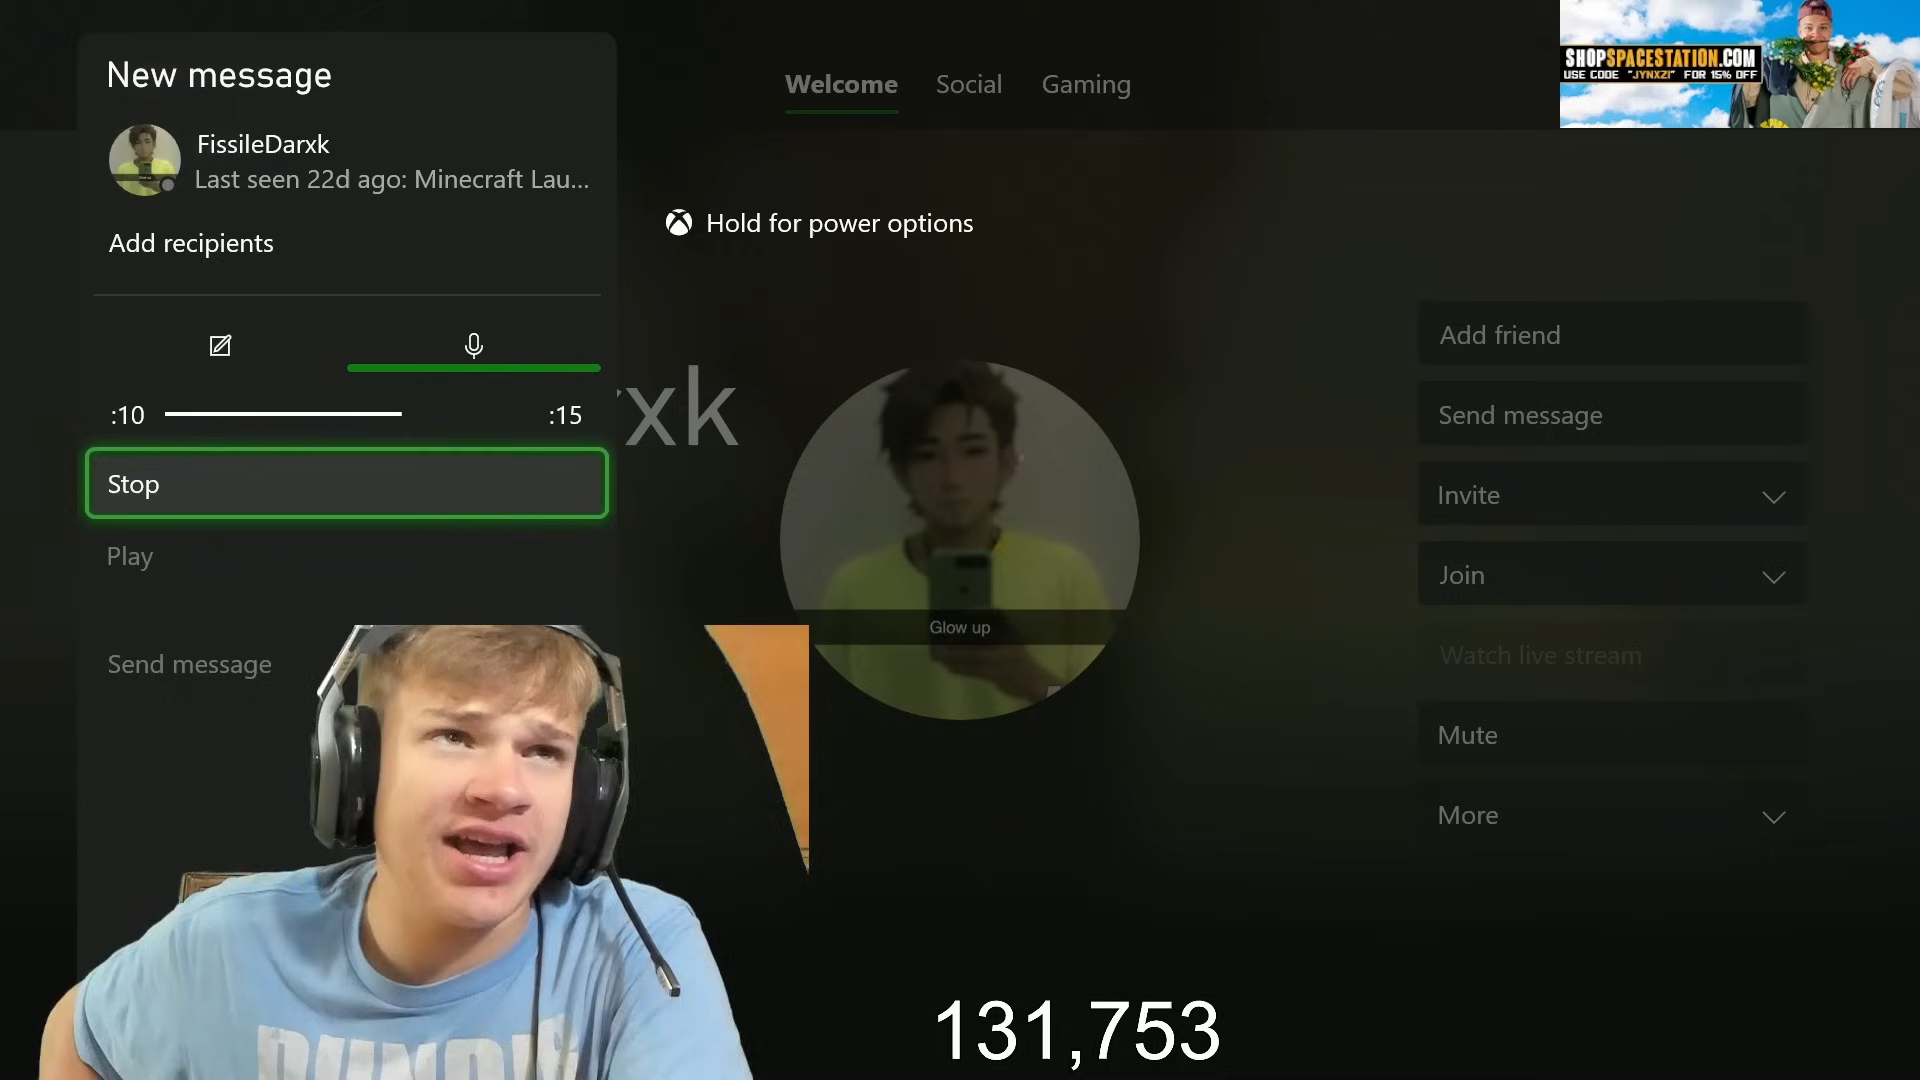 New message
FissileDarxk
Last seen 22d ago: Minecraft Lau...
Add recipients
:10
:15
Stop
Play
Send message
Welcome
Social
Gaming
Hold for power options
xk
Glow up
Add friend
Send message
Invite
Join
Watch live stream
Mute
More
SHOPSPACESTATION.COM
USE CODE "JYNXZI" FOR 15% OFF
131,753